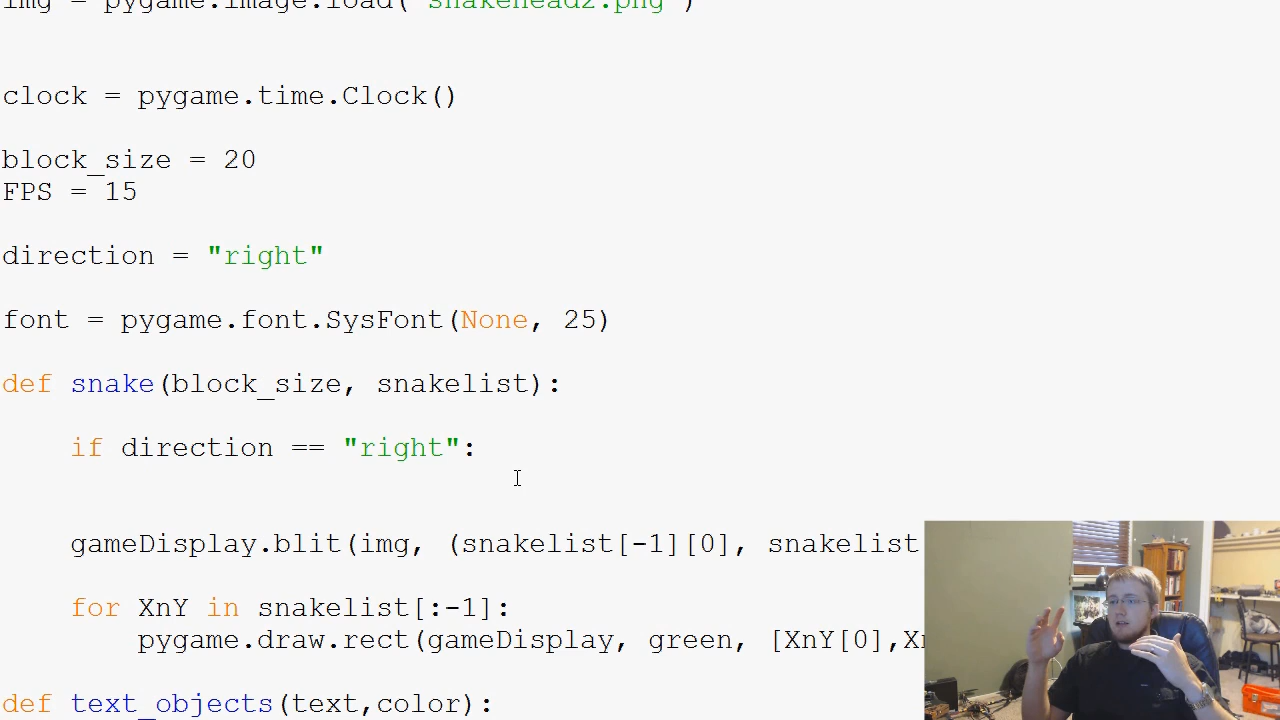 img = pygame.image.load('snakehead2.png')
clock = pygame.time.Clock()
block_size = 20
FPS = 15
direction = "right"
font = pygame.font.SysFont(None, 25)
def snake(block_size, snakelist):
if direction == "right":
gameDisplay.blit(img, (snakelist[-1][0], snakelist
for XnY in snakelist[:-1]:
pygame.draw.rect(gameDisplay, green, [XnY[0],Xn
def text_objects(text,color):